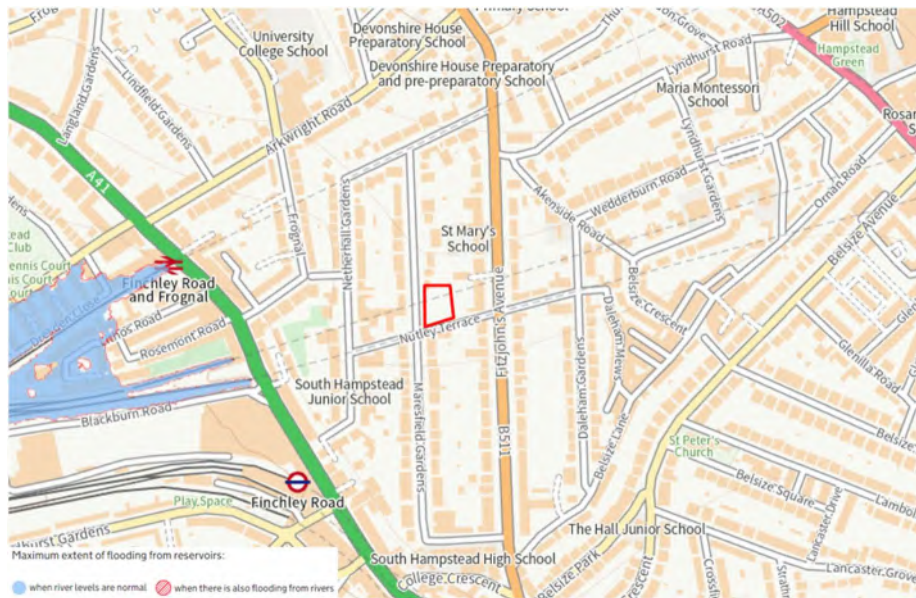 University
College School
Devonshire House
Preparatory School
Primary School
Devonshire House Preparatory
and pre-preparatory School
Hampstead
Hill School
Hampstead
Green
A502
Lyndhurst Road
Maria Montessori
School
Langland Gardens
Lindfield Gardens
Arkwright Road
A41
Frognal
Netherhall Gardens
St Mary's
School
Akenside Road
Wedderburn Road
Lyndhurst Gardens
Ornan Road
Belsize Avenue
Finchley Road
and Frognal
Rosemont Road
Blackburn Road
Nutley Terrace
Fitzjohn's Avenue
Belsize Crescent
Daleham Mews
Daleham Gardens
Glenilla Road
South Hampstead
Junior School
Maresfield Gardens
B511
Belsize Lane
St Peter's
Church
Belsize Square
Finchley Road
Play Space
The Hall Junior School
Lancaster Drive
South Hampstead High School
College Crescent
Belsize Park
Crescent
Lancaster Grove
Maximum extent of flooding from reservoirs:
when river levels are normal
when there is also flooding from rivers